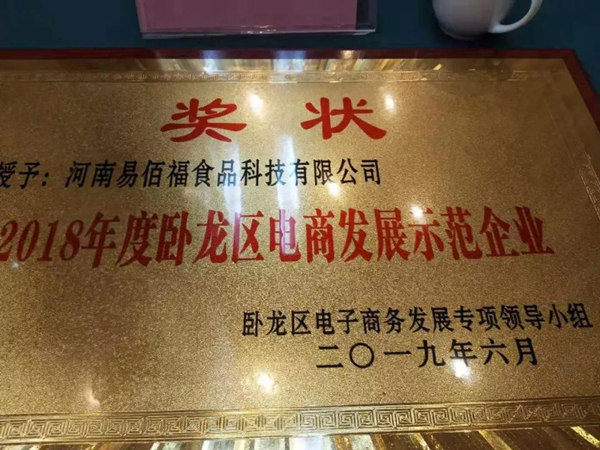 奖状
授予：河南易佰福食品科技有限公司
2018年度卧龙区电商发展示范企业
卧龙区电子商务发展专项领导小组
二〇一九年六月